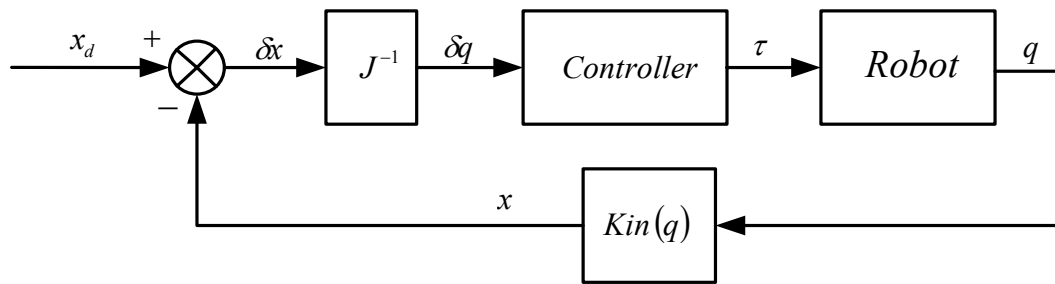 x_d + δx J⁻¹ δq Controller τ Robot q
−
x Kin(q)